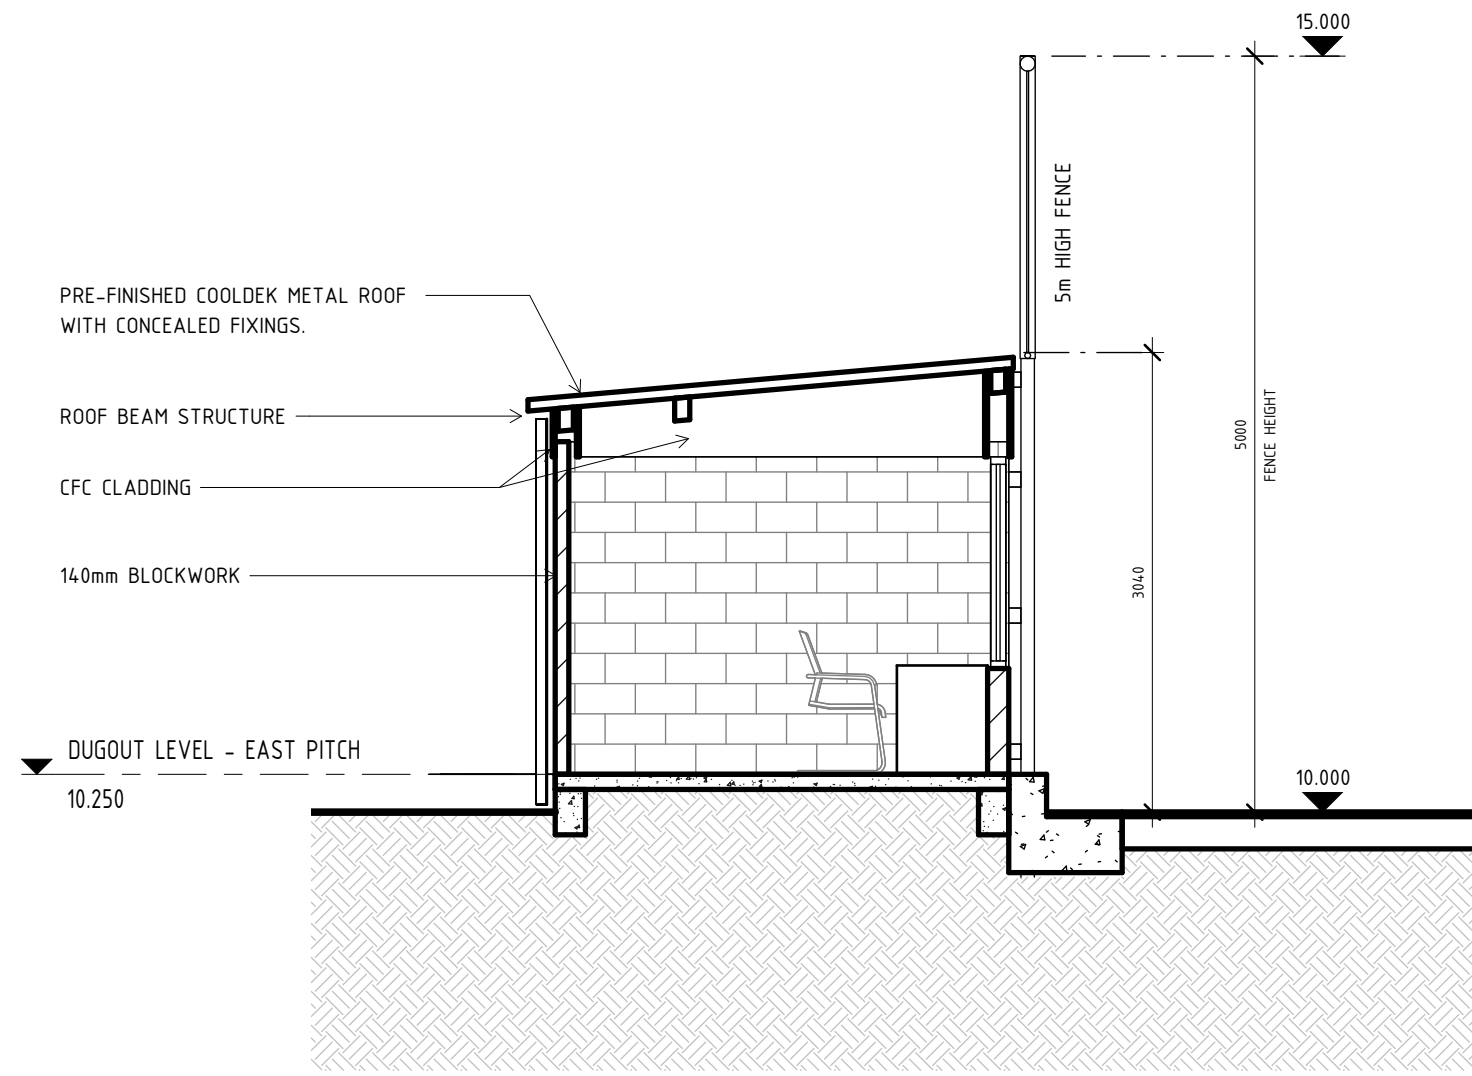 15.000
5m HIGH FENCE
PRE-FINISHED COOLDEK METAL ROOF
WITH CONCEALED FIXINGS.
ROOF BEAM STRUCTURE
5000
FENCE HEIGHT
CFC CLADDING
140mm BLOCKWORK
3040
DUGOUT LEVEL - EAST PITCH
10.250
10.000